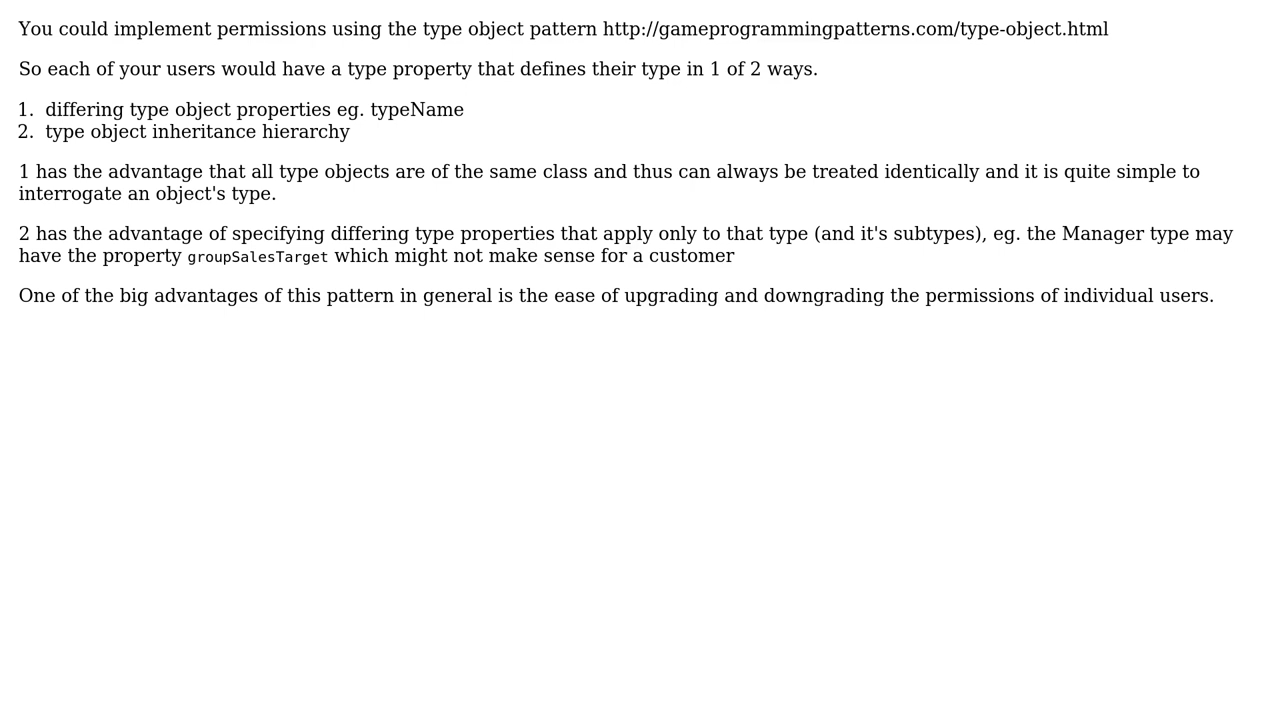 You could implement permissions using the type object pattern http://gameprogrammingpatterns.com/type-object.html
So each of your users would have a type property that defines their type in 1 of 2 ways.
1. differing type object properties eg. typeName
2. type object inheritance hierarchy
1 has the advantage that all type objects are of the same class and thus can always be treated identically and it is quite simple to
interrogate an object's type.
2 has the advantage of specifying differing type properties that apply only to that type (and it's subtypes), eg. the Manager type may
have the property groupSalesTarget which might not make sense for a customer
One of the big advantages of this pattern in general is the ease of upgrading and downgrading the permissions of individual users.